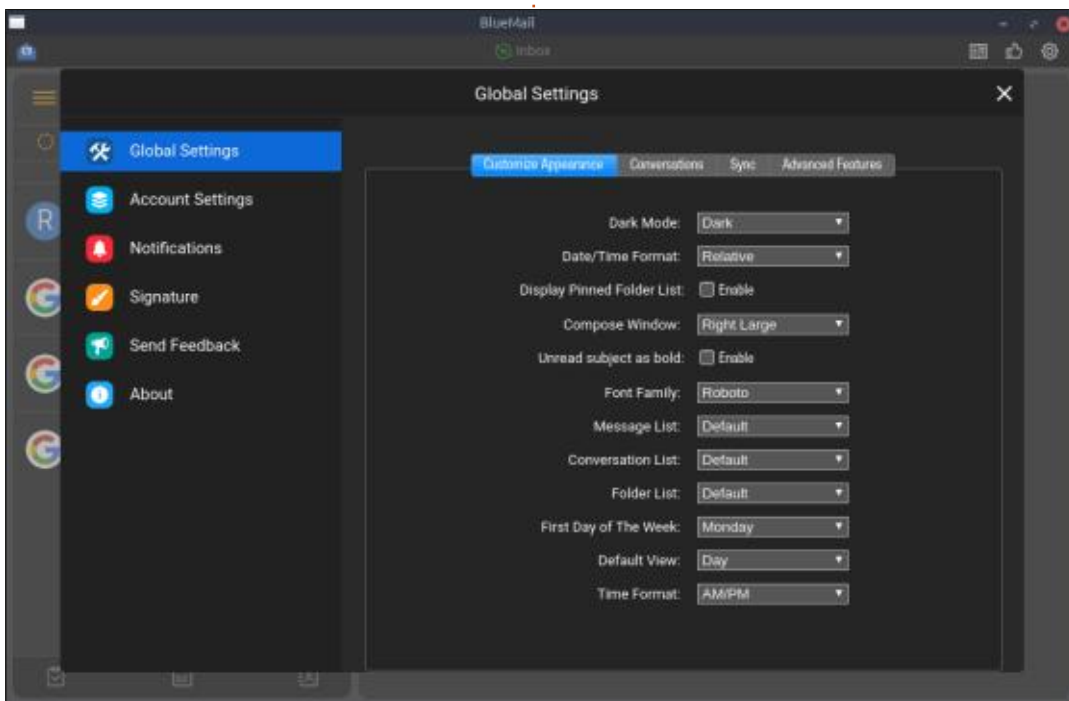 BlueMail
Inbox
Global Settings
Global Settings
Account Settings
Notifications
Signature
Send Feedback
About
Customize Appearance Conversations Sync Advanced Features
Dark Mode: Dark
Date/Time Format: Relative
Display Pinned Folder List: Enable
Compose Window: Right Large
Unread subject as bold: Enable
Font Family: Roboto
Message List: Default
Conversation List: Default
Folder List: Default
First Day of The Week: Monday
Default View: Day
Time Format: AM/PM
R
G
G
G